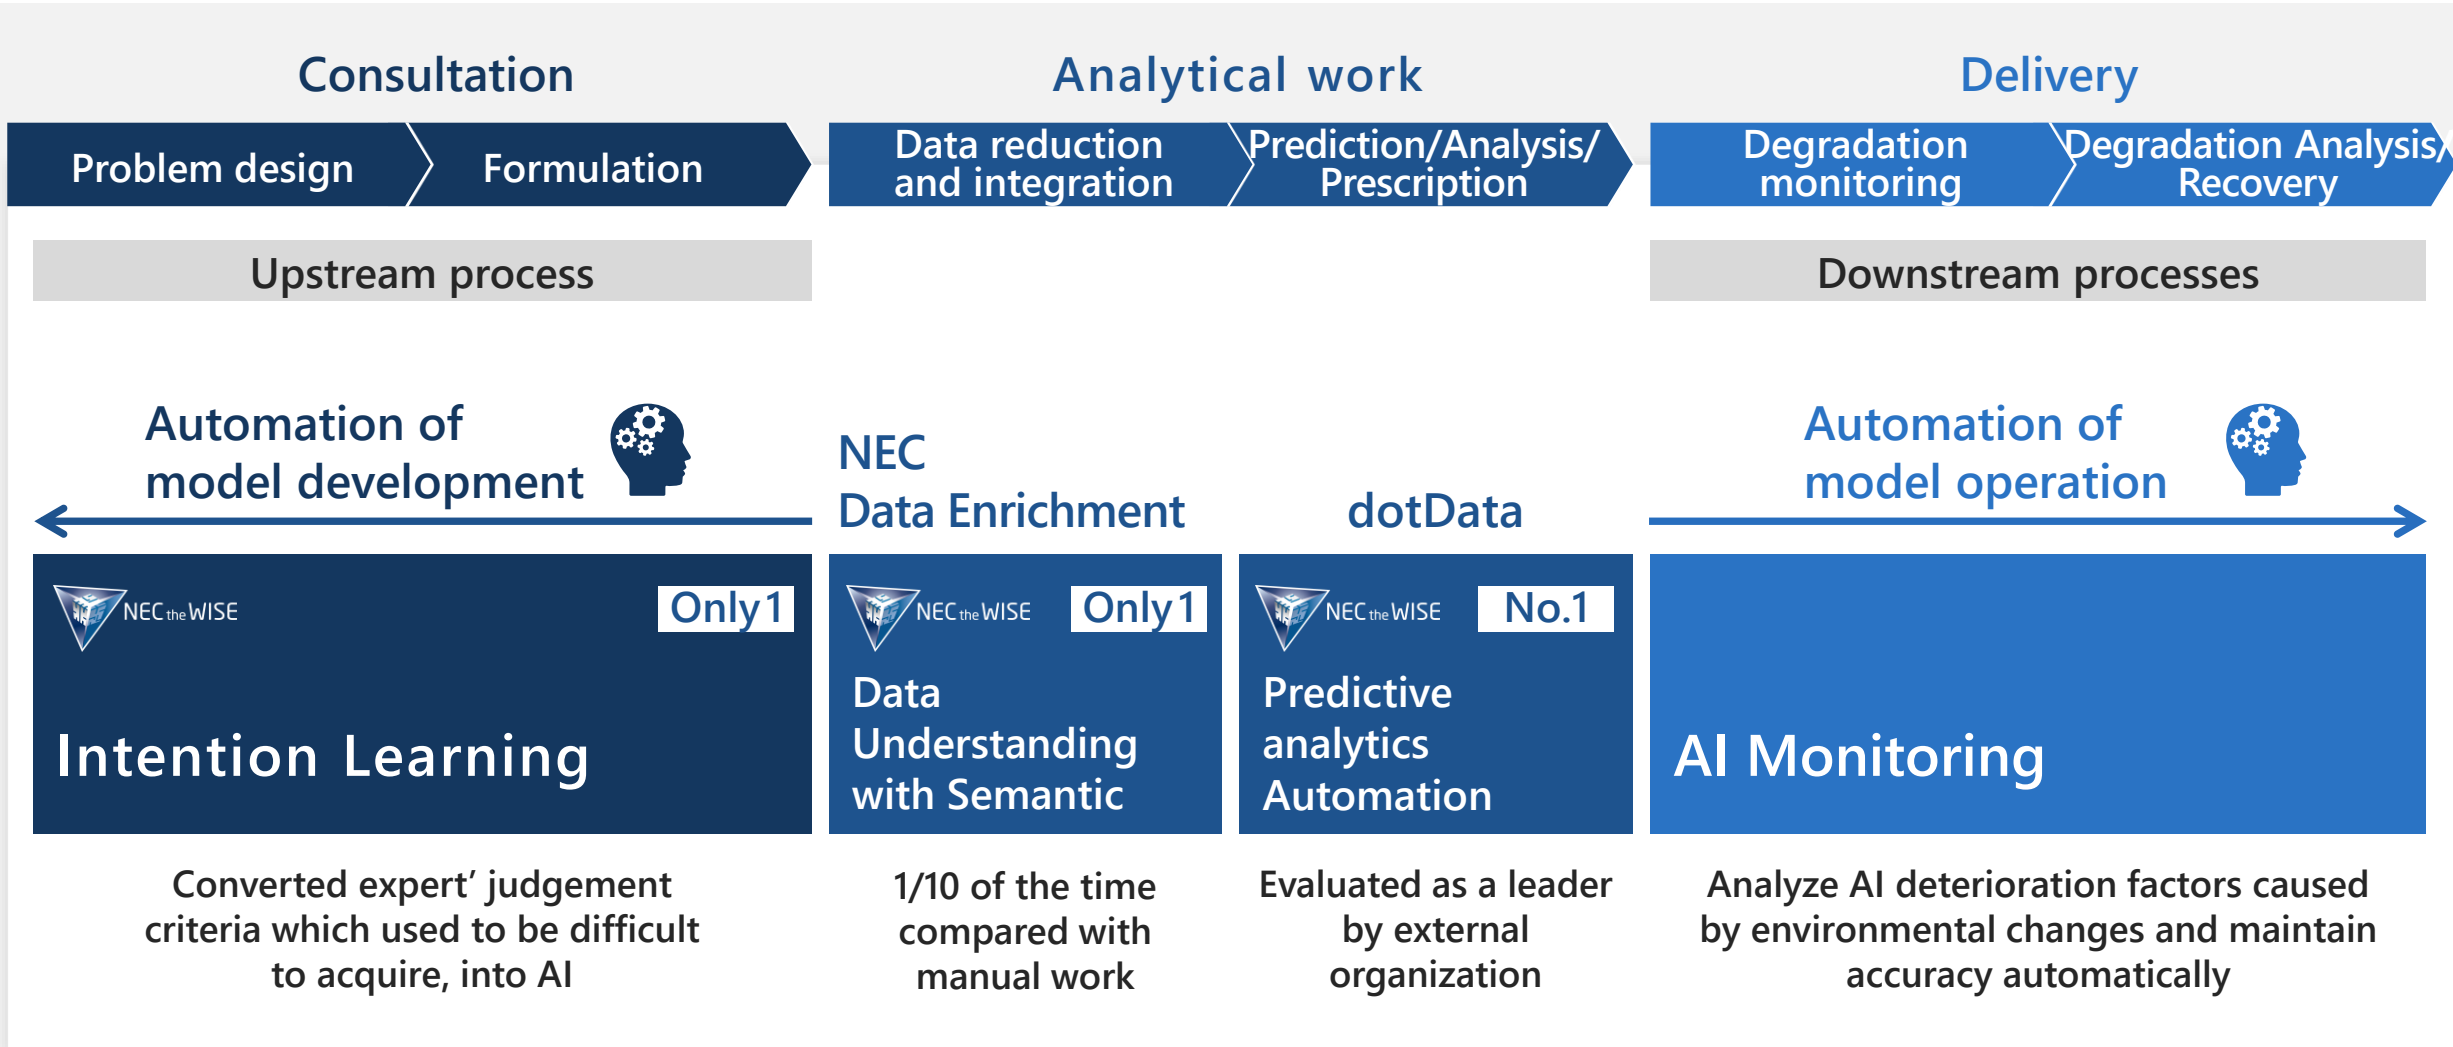 Consultation
Analytical work
Delivery
Problem design
Formulation
Data reduction
and integration
Prediction/Analysis/
Prescription
Degradation
monitoring
Degradation Analysis/
Recovery
Upstream process
Downstream processes
Automation of
model development
NEC
Data Enrichment
dotData
Automation of
model operation
NEC the WISE
Only1
Intention Learning
NEC the WISE
Only1
Data
Understanding
with Semantic
NEC the WISE
No.1
Predictive
analytics
Automation
AI Monitoring
Converted expert’ judgement
criteria which used to be difficult
to acquire, into AI
1/10 of the time
compared with
manual work
Evaluated as a leader
by external
organization
Analyze AI deterioration factors caused
by environmental changes and maintain
accuracy automatically